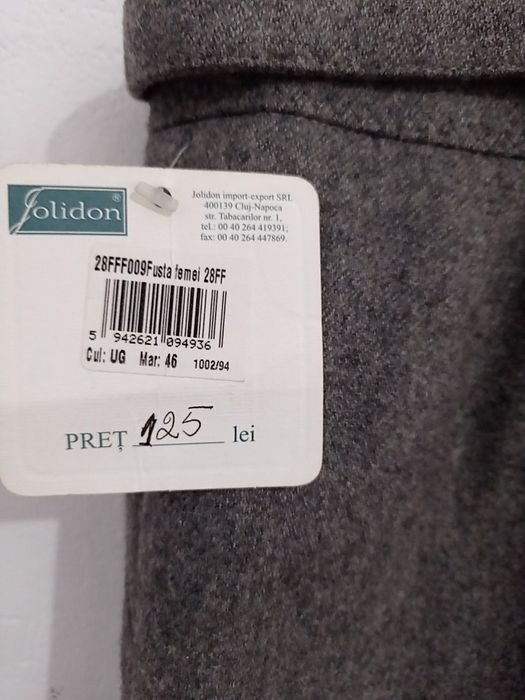 Jolidon®
Jolidon import-export SRL
400139 Cluj-Napoca
str. Tabacarilor nr. 1,
tel.: 00 40 264 419391;
fax: 00 40 264 447869.
28FFF009Fusta femei 28FF
5 942621 094936
Cul: UG Mar: 46 1002/94
PREȚ 125 lei